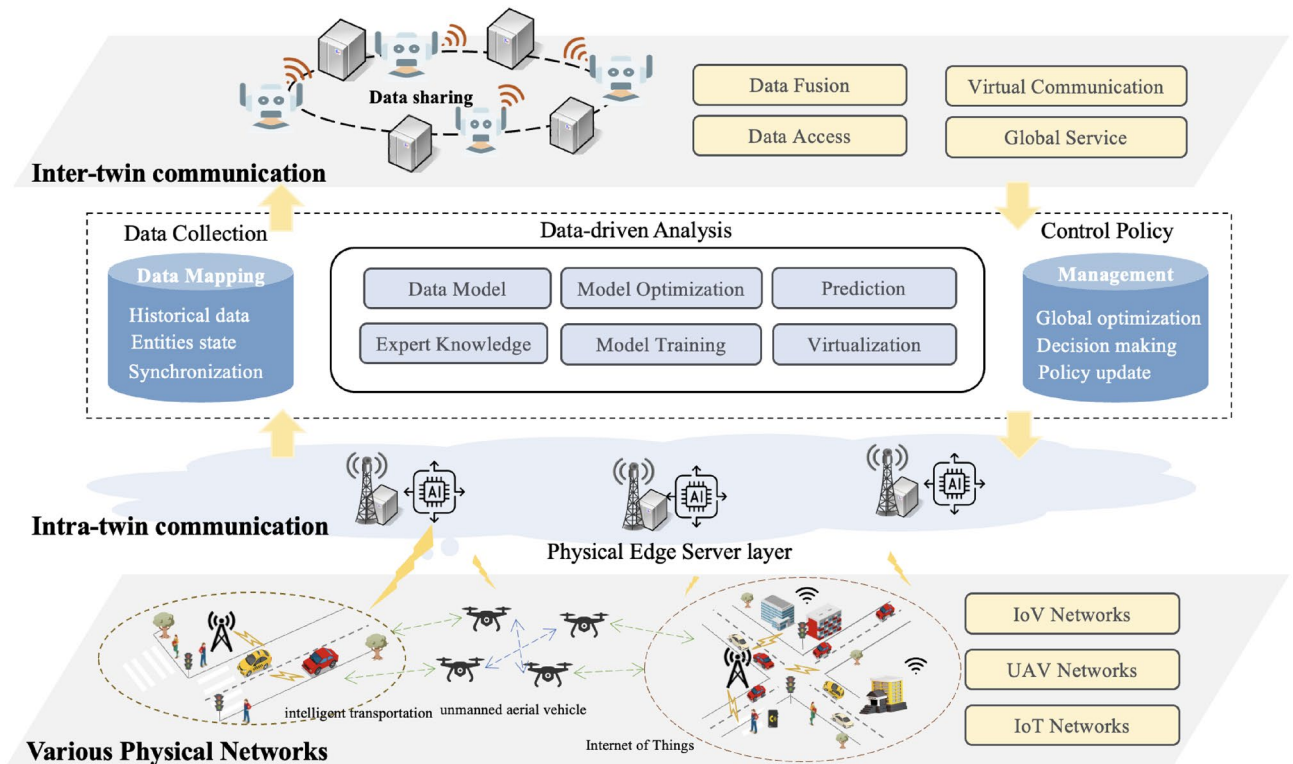 Data sharing
Data Fusion
Virtual Communication
Data Access
Global Service
Inter-twin communication
Data Collection
Data-driven Analysis
Control Policy
Data Mapping
Historical data
Entities state
Synchronization
Data Model
Model Optimization
Prediction
Expert Knowledge
Model Training
Virtualization
Management
Global optimization
Decision making
Policy update
AI
AI
AI
Intra-twin communication
Physical Edge Server layer
intelligent transportation
unmanned aerial vehicle
Internet of Things
IoV Networks
UAV Networks
IoT Networks
Various Physical Networks